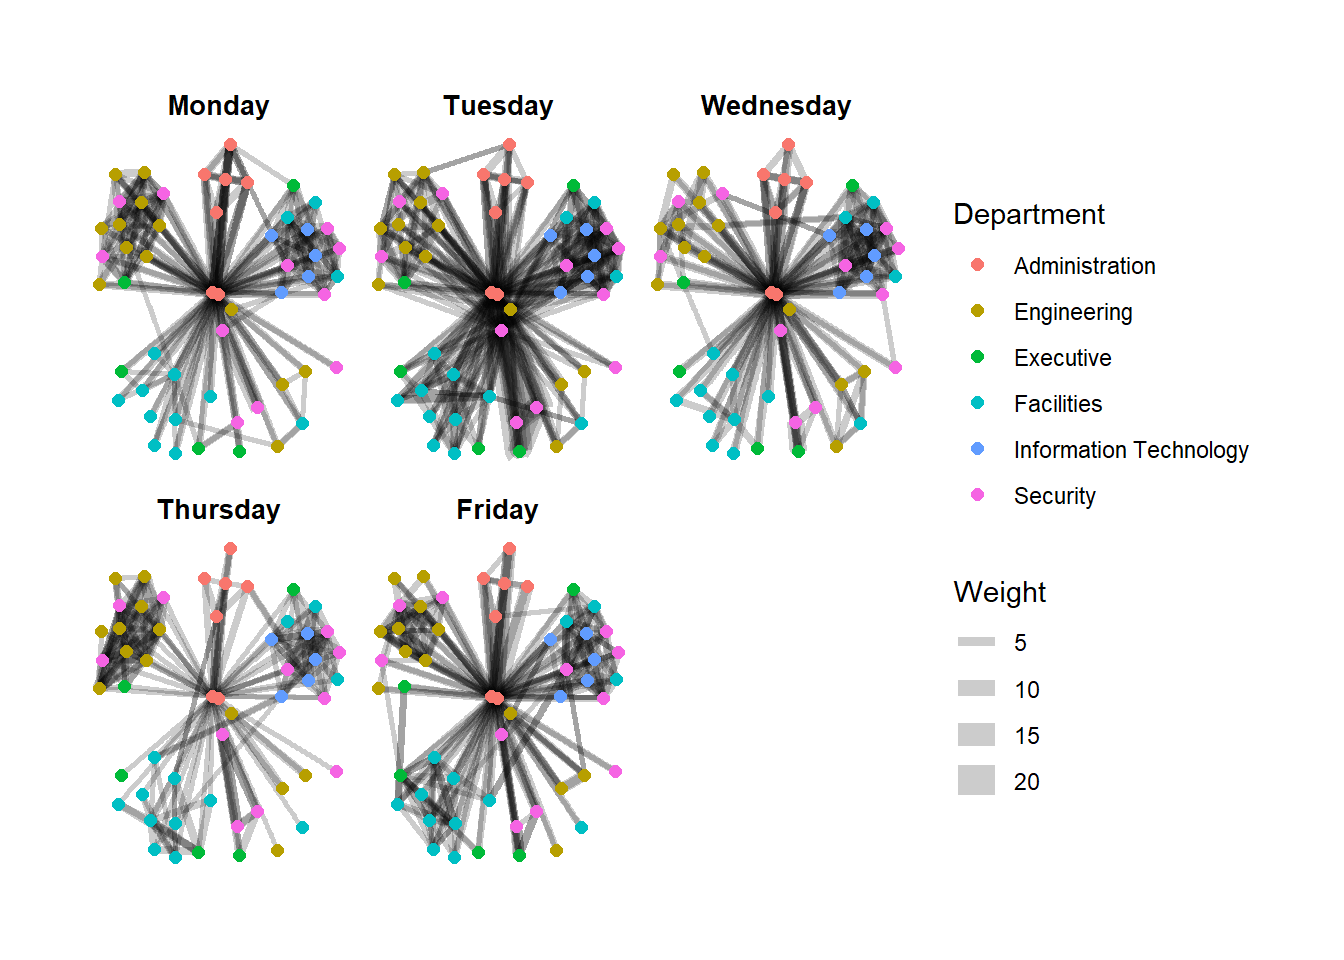 Monday
Tuesday
Wednesday
Thursday
Friday
Department
Administration
Engineering
Executive
Facilities
Information Technology
Security
Weight
5
10
15
20